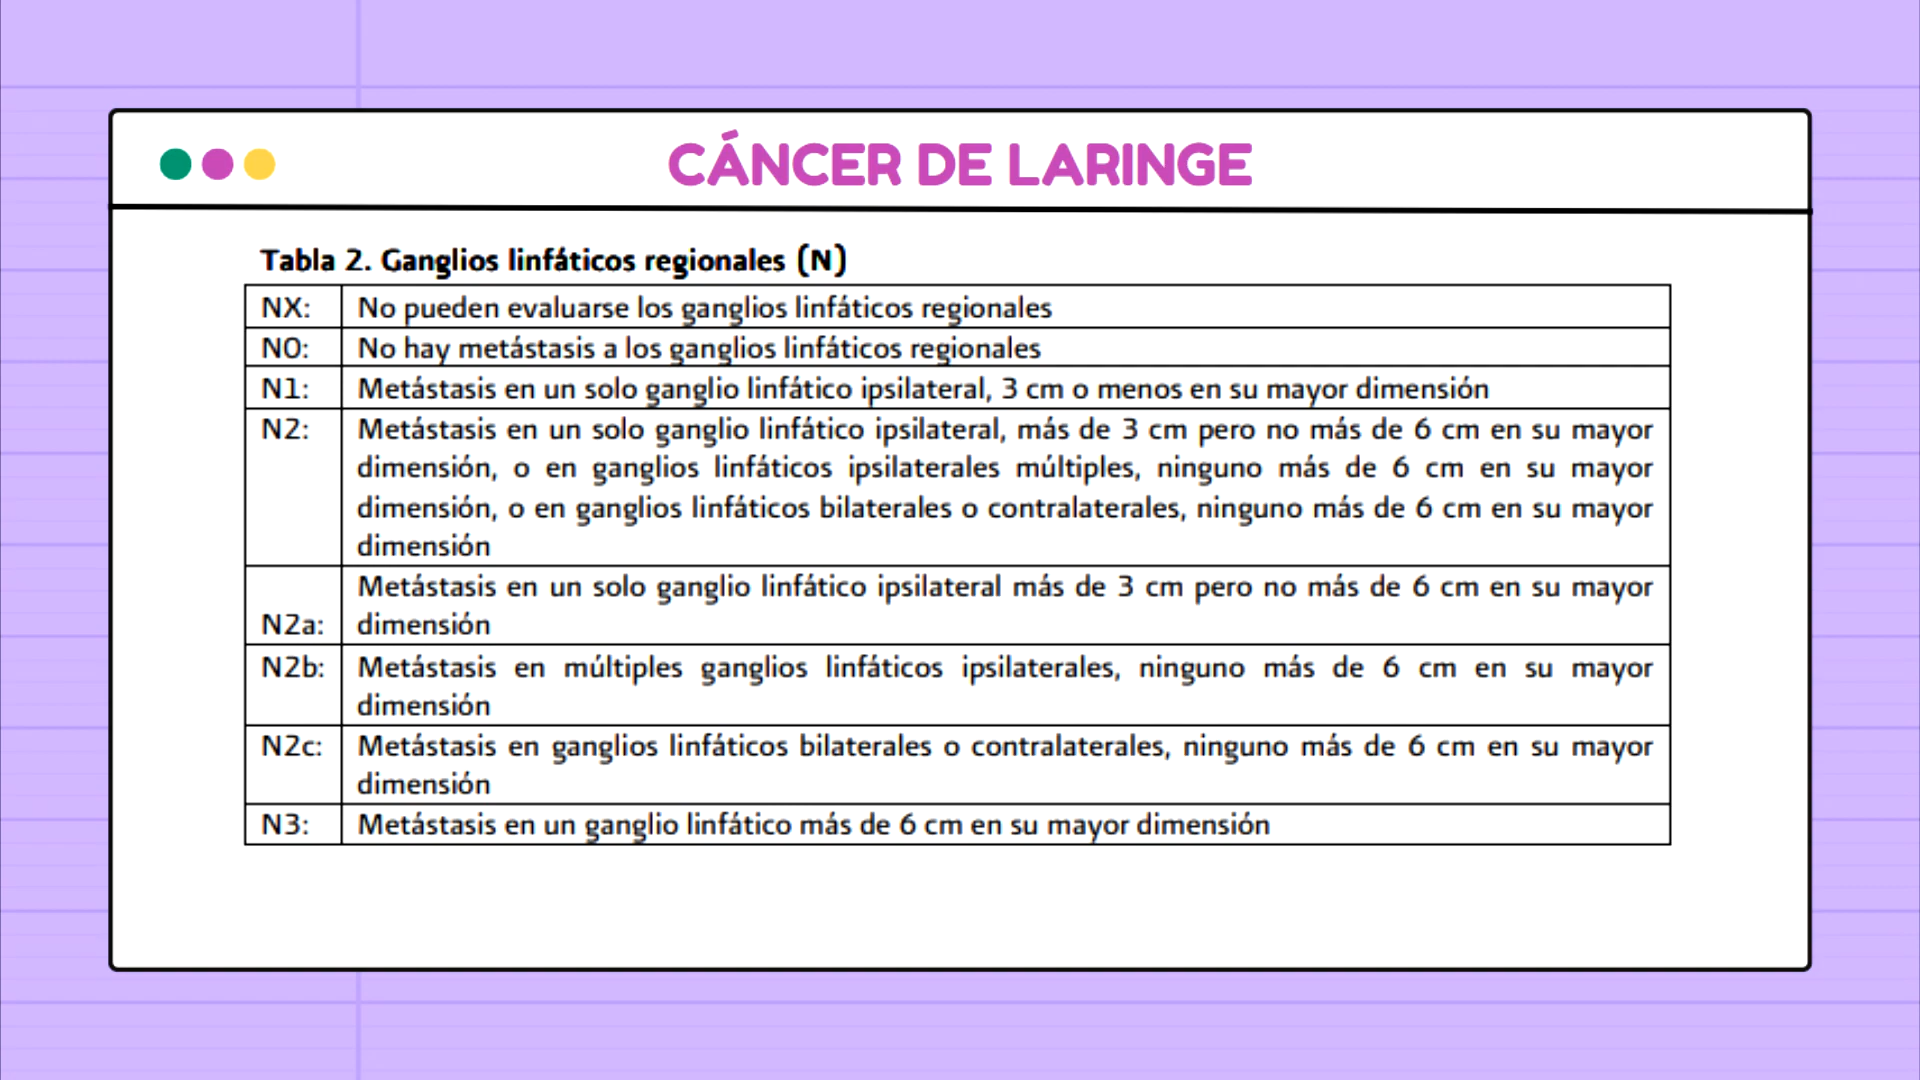 CÁNCER DE LARINGE
Tabla 2. Ganglios linfáticos regionales (N)
NX: No pueden evaluarse los ganglios linfáticos regionales
N0: No hay metástasis a los ganglios linfáticos regionales
N1: Metástasis en un solo ganglio linfático ipsilateral, 3 cm o menos en su mayor dimensión
N2: Metástasis en un solo ganglio linfático ipsilateral, más de 3 cm pero no más de 6 cm en su mayor
dimensión, o en ganglios linfáticos ipsilaterales múltiples, ninguno más de 6 cm en su mayor
dimensión, o en ganglios linfáticos bilaterales o contralaterales, ninguno más de 6 cm en su mayor
dimensión
Metástasis en un solo ganglio linfático ipsilateral más de 3 cm pero no más de 6 cm en su mayor
N2a: dimensión
N2b: Metástasis en múltiples ganglios linfáticos ipsilaterales, ninguno más de 6 cm en su mayor
dimensión
N2c: Metástasis en ganglios linfáticos bilaterales o contralaterales, ninguno más de 6 cm en su mayor
dimensión
N3: Metástasis en un ganglio linfático más de 6 cm en su mayor dimensión